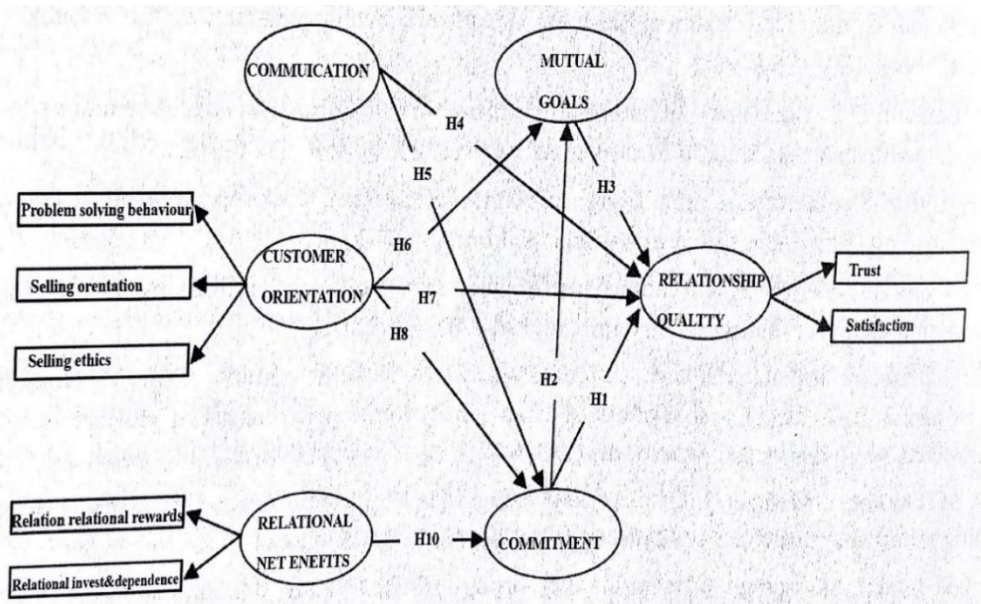 COMMUICATION
MUTUAL
GOALS
H4
H5
H3
Problem solving behaviour
H6
CUSTOMER
ORIENTATION
Selling orentation
H7
RELATIONSHIP
QUALTTY
Trust
H8
Satisfaction
Selling ethics
H2
H1
Relation relational rewards
RELATIONAL
NET ENEFITS
H10
COMMITMENT
Relational invest&dependence